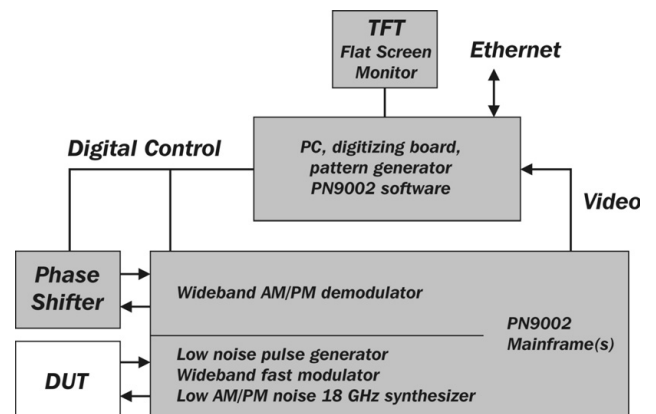 TFT
Flat Screen
Monitor
Ethernet
Digital Control
PC, digitizing board,
pattern generator
PN9002 software
Video
Phase
Shifter
Wideband AM/PM demodulator
PN9002
Mainframe(s)
DUT
Low noise pulse generator
Wideband fast modulator
Low AM/PM noise 18 GHz synthesizer